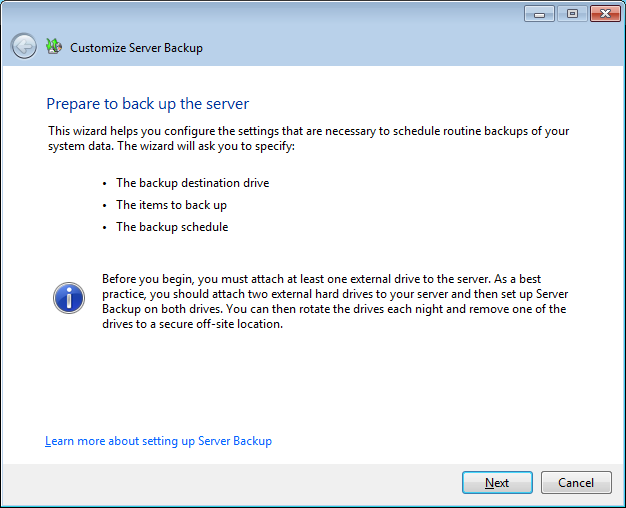 Customize Server Backup
Prepare to back up the server
This wizard helps you configure the settings that are necessary to schedule routine backups of your
system data. The wizard will ask you to specify:
• The backup destination drive
• The items to back up
• The backup schedule
Before you begin, you must attach at least one external drive to the server. As a best
practice, you should attach two external hard drives to your server and then set up Server
Backup on both drives. You can then rotate the drives each night and remove one of the
drives to a secure off-site location.
Learn more about setting up Server Backup
Next Cancel